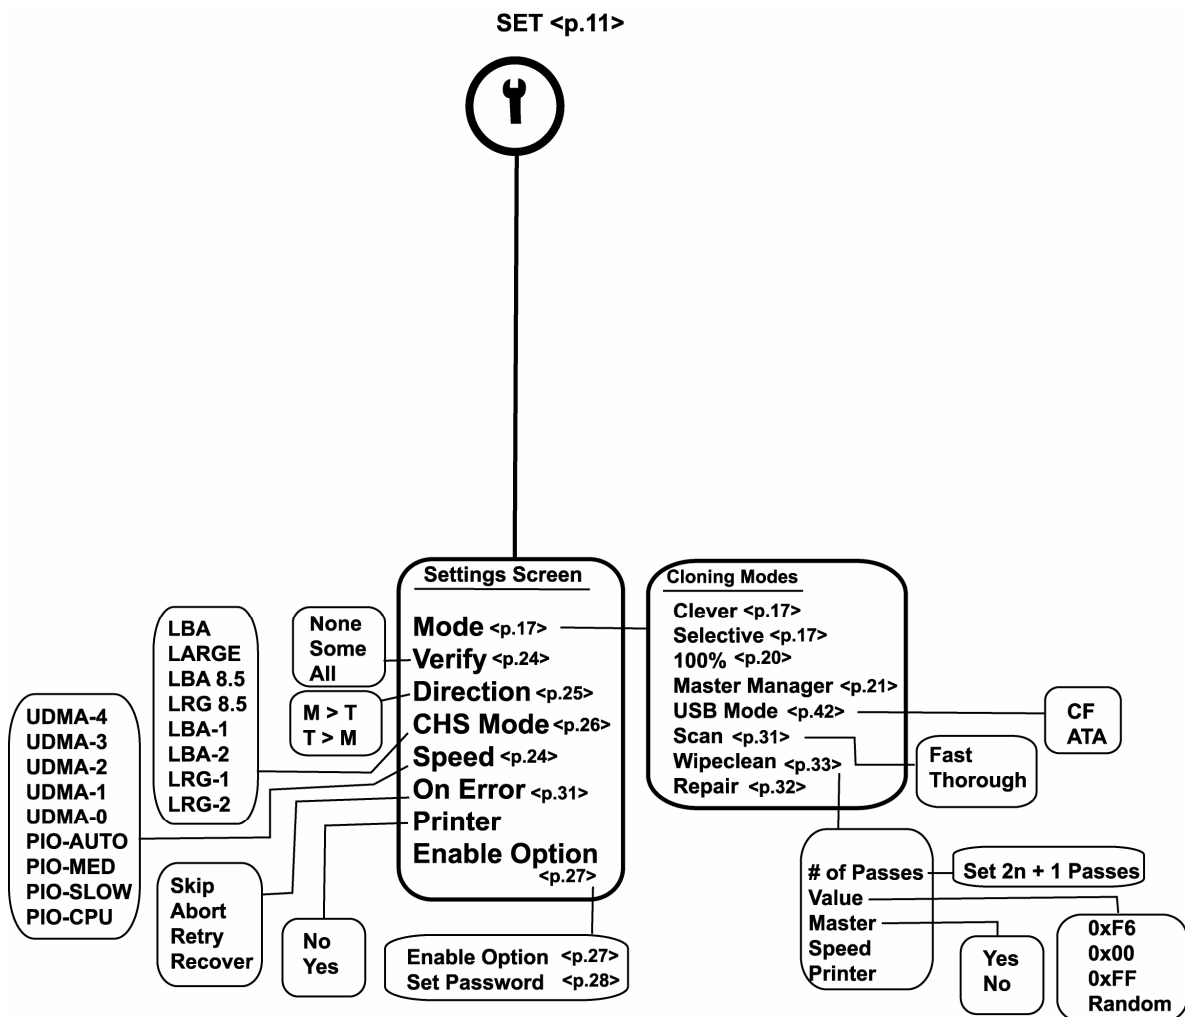 SET <p.11>
Settings Screen
Mode <p.17>
Verify <p.24>
Direction <p.25>
CHS Mode <p.26>
Speed <p.24>
On Error <p.31>
Printer
Enable Option
<p.27>
Cloning Modes
Clever <p.17>
Selective <p.17>
100% <p.20>
Master Manager <p.21>
USB Mode <p.42>
Scan <p.31>
Wipeclean <p.33>
Repair <p.32>
None
Some
All
M > T
T > M
LBA
LARGE
LBA 8.5
LRG 8.5
LBA-1
LBA-2
LRG-1
LRG-2
UDMA-4
UDMA-3
UDMA-2
UDMA-1
UDMA-0
PIO-AUTO
PIO-MED
PIO-SLOW
PIO-CPU
Skip
Abort
Retry
Recover
No
Yes
Enable Option <p.27>
Set Password <p.28>
CF
ATA
Fast
Thorough
# of Passes
Value
Master
Speed
Printer
Set 2n + 1 Passes
Yes
No
0xF6
0x00
0xFF
Random